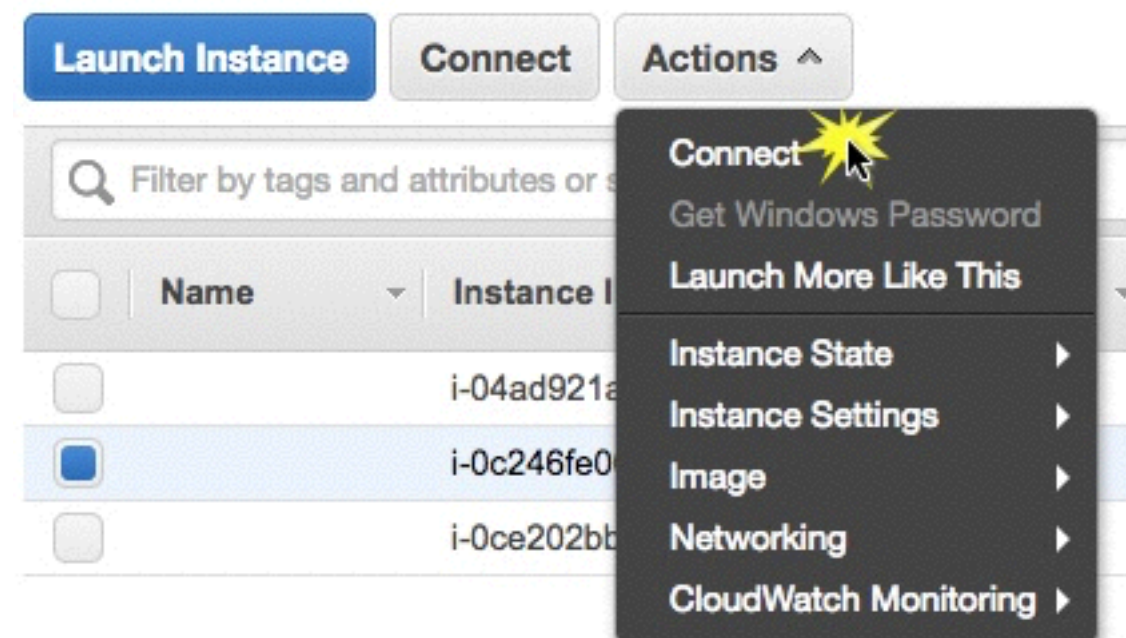 Launch Instance Connect Actions
Connect
Filter by tags and attributes or
Get Windows Password
Launch More Like This
Name Instance
Instance State
i-04ad921a
Instance Settings
i-0c246fe0
Image
i-0ce202bb
Networking
CloudWatch Monitoring